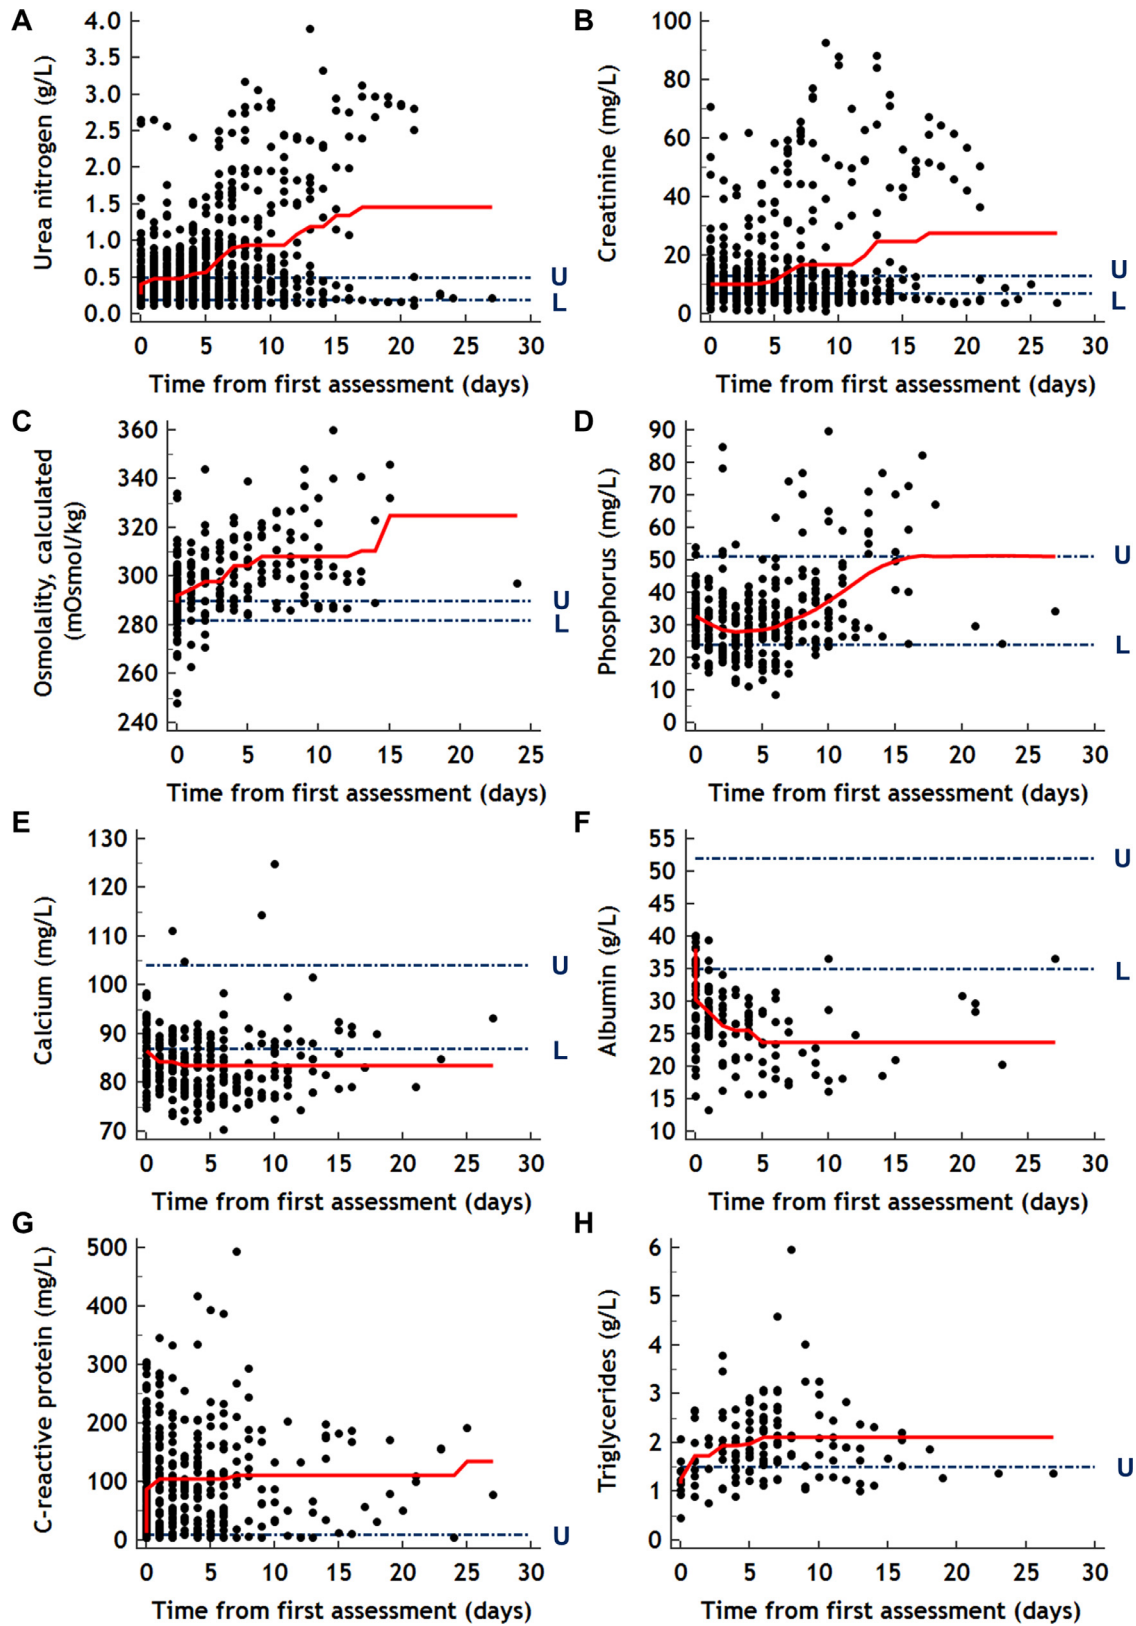 A
Urea nitrogen (g/L)
4.0
3.5
3.0
2.5
2.0
1.5
1.0
0.5
0.0
U
L
0 5 10 15 20 25 30
Time from first assessment (days)
B
Creatinine (mg/L)
100
80
60
40
20
0
U
L
0 5 10 15 20 25 30
Time from first assessment (days)
C
Osmolality, calculated
(mOsmol/kg)
360
340
320
300
280
260
240
U
L
0 5 10 15 20 25
Time from first assessment (days)
D
Phosphorus (mg/L)
90
80
70
60
50
40
30
20
10
0
U
L
0 5 10 15 20 25 30
Time from first assessment (days)
E
Calcium (mg/L)
130
120
110
100
90
80
70
U
L
0 5 10 15 20 25 30
Time from first assessment (days)
F
Albumin (g/L)
55
50
45
40
35
30
25
20
15
10
U
L
0 5 10 15 20 25 30
Time from first assessment (days)
G
C-reactive protein (mg/L)
500
400
300
200
100
0
U
0 5 10 15 20 25 30
Time from first assessment (days)
H
Triglycerides (g/L)
6
5
4
3
2
1
0
U
0 5 10 15 20 25 30
Time from first assessment (days)